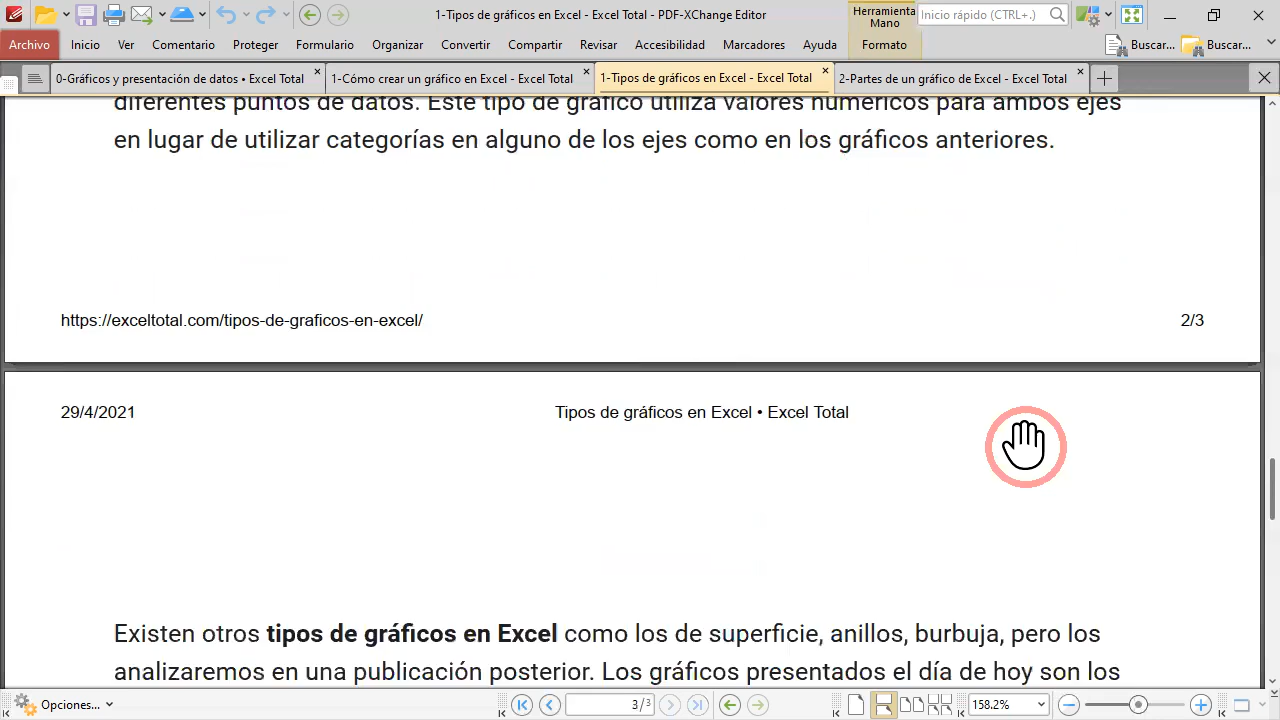 1-Tipos de gráficos en Excel - Excel Total - PDF-XChange Editor
Herramienta Mano
Inicio rápido (CTRL+.)
Archivo
Inicio
Ver
Comentario
Proteger
Formulario
Organizar
Convertir
Compartir
Revisar
Accesibilidad
Marcadores
Ayuda
Formato
Buscar...
Buscar...
0-Gráficos y presentación de datos • Excel Total
1-Cómo crear un gráfico en Excel - Excel Total
1-Tipos de gráficos en Excel - Excel Total
2-Partes de un gráfico de Excel - Excel Total
diferentes puntos de datos. Este tipo de gráfico utiliza valores numéricos para ambos ejes
en lugar de utilizar categorías en alguno de los ejes como en los gráficos anteriores.
https://exceltotal.com/tipos-de-graficos-en-excel/
2/3
29/4/2021
Tipos de gráficos en Excel • Excel Total
Existen otros tipos de gráficos en Excel como los de superficie, anillos, burbuja, pero los
analizaremos en una publicación posterior. Los gráficos presentados el día de hoy son los
Opciones...
3/3
158.2%